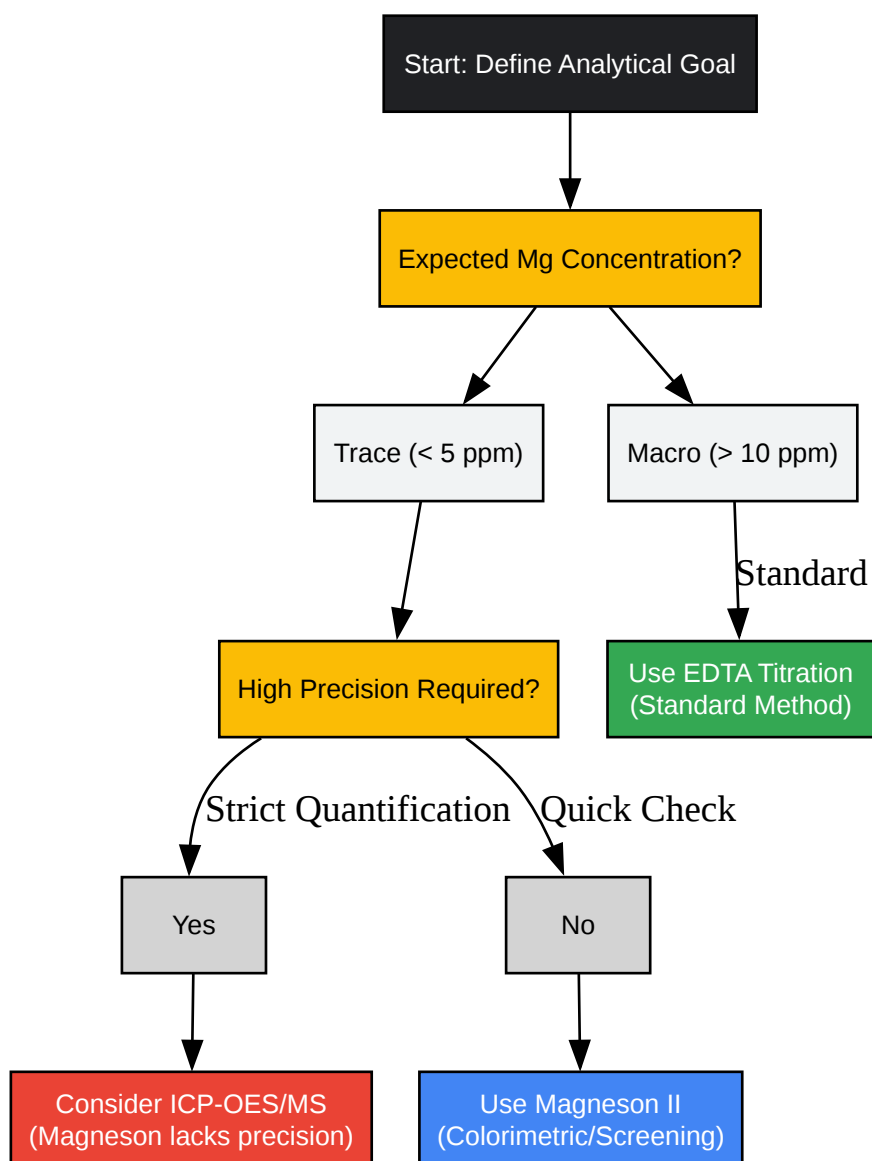 Start: Define Analytical Goal
Expected Mg Concentration?
Trace (< 5 ppm)
Macro (> 10 ppm)
Standard
High Precision Required?
Use EDTA Titration
(Standard Method)
Strict Quantification
Quick Check
Yes
No
Consider ICP-OES/MS
(Magneson lacks precision)
Use Magneson II
(Colorimetric/Screening)